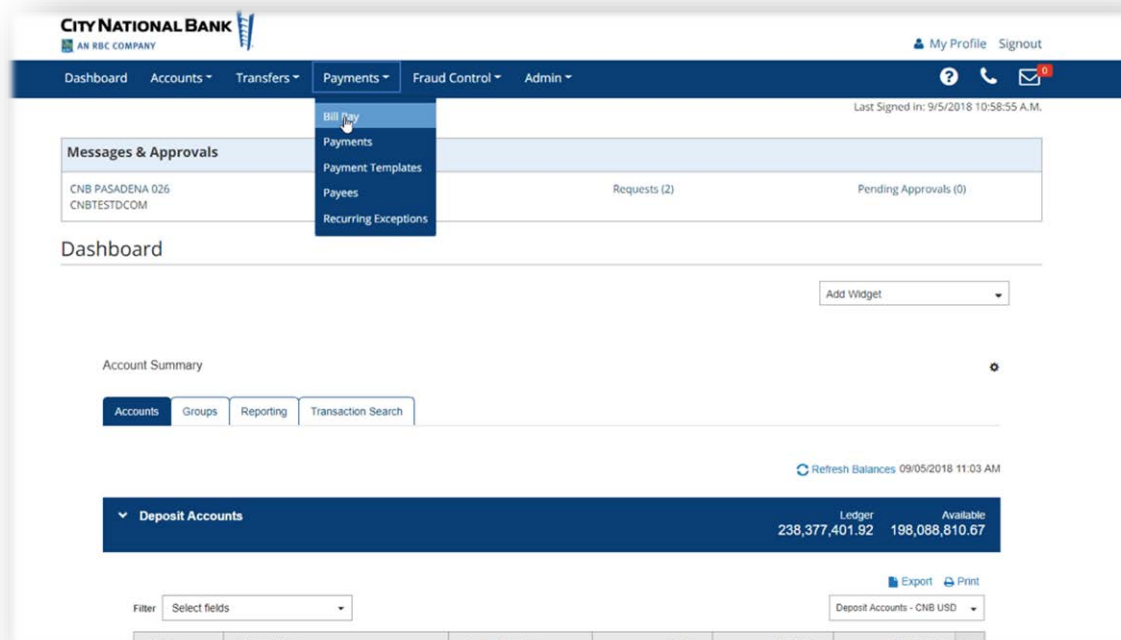 CITY NATIONAL BANK
AN RBC COMPANY
My Profile Signout
Dashboard Accounts Transfers Payments Fraud Control Admin
0
Last Signed in: 9/5/2018 10:58:55 A.M.
Bill Pay
Payments
Payment Templates
Payees
Recurring Exceptions
Messages & Approvals
CNB PASADENA 026
CNBTESTDCOM
Requests (2)
Pending Approvals (0)
Dashboard
Add Widget
Account Summary
Accounts Groups Reporting Transaction Search
Refresh Balances 09/05/2018 11:03 AM
Deposit Accounts
Ledger Available
238,377,401.92 198,088,810.67
Export Print
Filter Select fields
Deposit Accounts - CNB USD